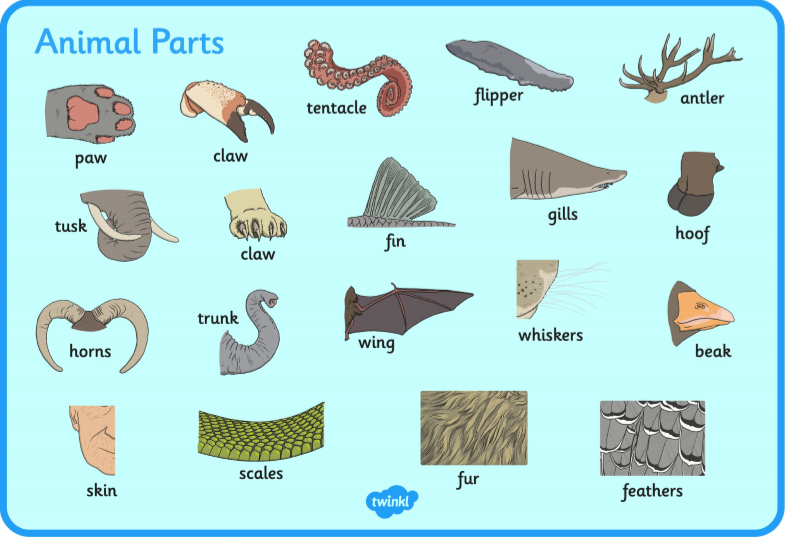 Animal Parts
paw
claw
tentacle
flipper
antler
tusk
claw
fin
gills
hoof
horns
trunk
wing
whiskers
beak
skin
scales
fur
feathers
twinkl